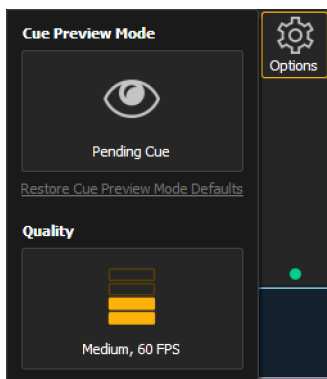 Cue Preview Mode
Options
Pending Cue
Restore Cue Preview Mode Defaults
Quality
Medium, 60 FPS